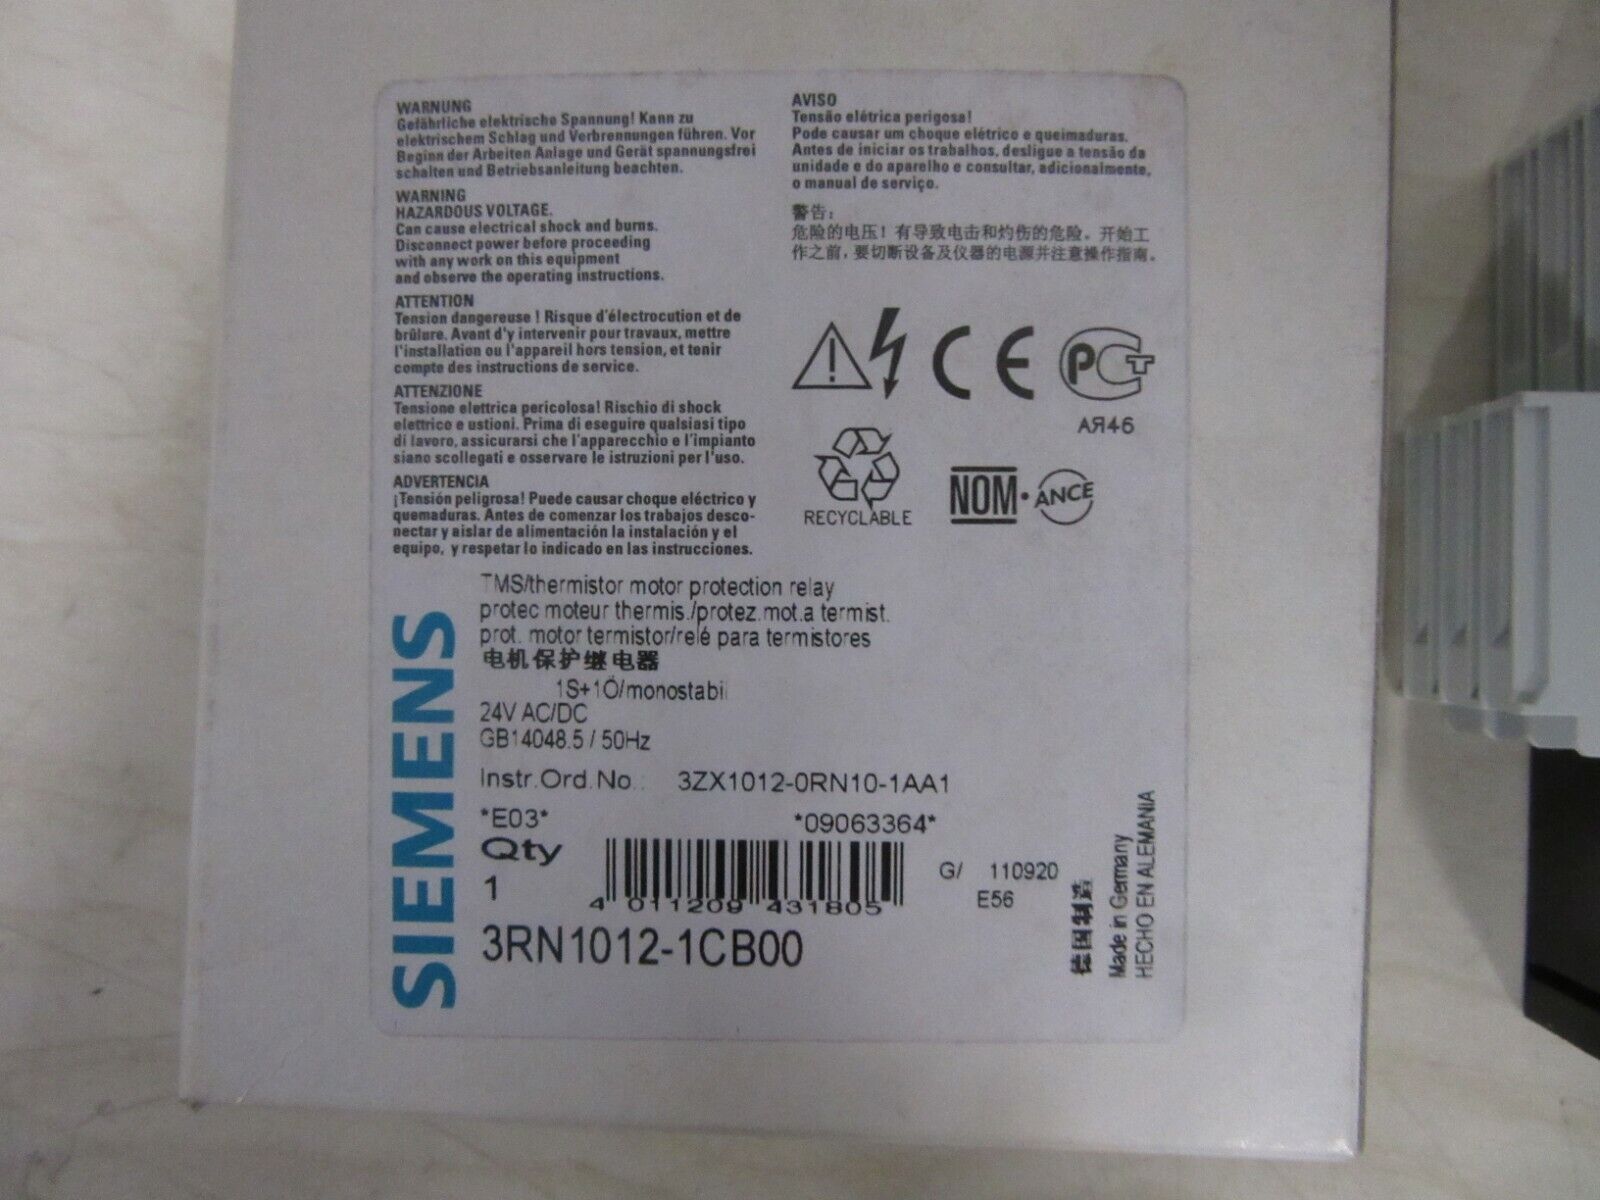 WARNUNG
Gefährliche elektrische Spannung! Kann zu
elektrischem Schlag und Verbrennungen führen. Vor
Beginn der Arbeiten Anlage und Gerät spannungsfrei
schalten und Betriebsanleitung beachten.
WARNING
HAZARDOUS VOLTAGE.
Can cause electrical shock and burns.
Disconnect power before proceeding
with any work on this equipment
and observe the operating instructions.
ATTENTION
Tension dangereuse ! Risque d'électrocution et de
brûlure. Avant d'y intervenir pour travaux, mettre
l'installation ou l'appareil hors tension, et tenir
compte des instructions de service.
ATTENZIONE
Tensione elettrica pericolosa! Rischio di shock
elettrico e ustioni. Prima di eseguire qualsiasi tipo
di lavoro, assicurarsi che l'apparecchio e l'impianto
siano scollegati e osservare le istruzioni per l'uso.
ADVERTENCIA
¡Tensión peligrosa! Puede causar choque eléctrico y
quemaduras. Antes de comenzar los trabajos desco-
nectar y aislar de alimentación la instalación y el
equipo, y respetar lo indicado en las instrucciones.
AVISO
Tensão elétrica perigosa!
Pode causar um choque elétrico e queimaduras.
Antes de iniciar os trabalhos, desligue a tensão da
unidade e do aparelho e consultar, adicionalmente,
o manual de serviço.
警告：
危险的电压！有导致电击和灼伤的危险。开始工
作之前，要切断设备及仪器的电源并注意操作指南。
CE
PCT
АЯ46
RECYCLABLE
NOM·ANCE
SIEMENS
TMS/thermistor motor protection relay
protec moteur thermis./protez.mot.a termist.
prot. motor termistor/relé para termistores
电机保护继电器
1S+1Ö/monostabil
24V AC/DC
GB14048.5 / 50Hz
Instr.Ord.No.: 3ZX1012-0RN10-1AA1
*E03* *09063364*
Qty
1
4 011209 431805
G/ 110920
E56
3RN1012-1CB00
德国制造
Made in Germany
HECHO EN ALEMANIA